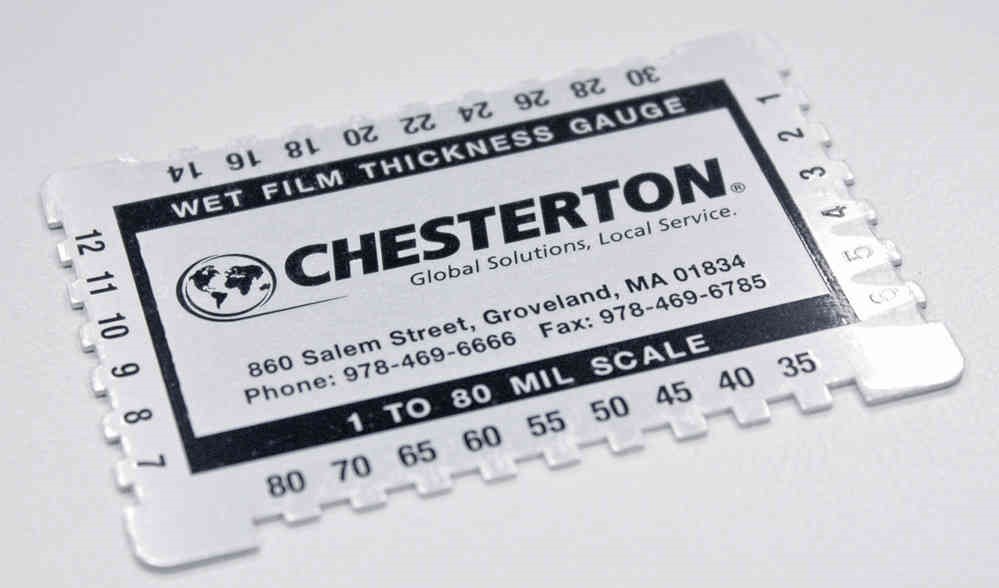 14 16 18 20 22 24 26 28 30
WET FILM THICKNESS GAUGE
CHESTERTON®
Global Solutions, Local Service.
860 Salem Street, Groveland, MA 01834
Phone: 978-469-6666 Fax: 978-469-6785
1 TO 80 MIL SCALE
80 70 65 60 55 50 45 40 35
12
11
10
9
8
7
1
2
3
4
5
6